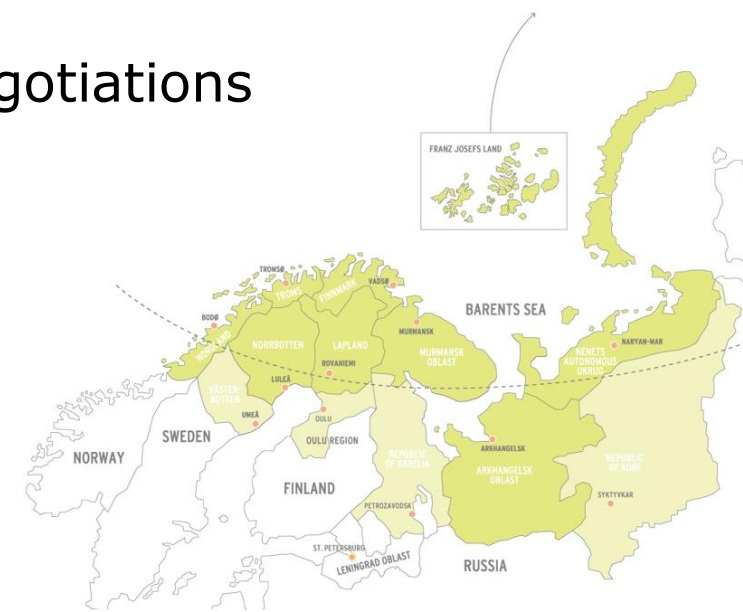 gotiations
FRANZ JOSEFS LAND
TROMSØ
TROMS
FINNMARK
VADSØ
BARENTS SEA
BODØ
NORDLAND
MURMANSK
NARYAN-MAR
NORRBOTTEN
LAPLAND
MURMANSK
OBLAST
NENETS
AUTONOMOUS
OKRUG
ROVANIEMI
LULEÅ
VÄSTER-
BOTTEN
UMEÅ
OULU
OULU REGION
SWEDEN
NORWAY
ARKHANGELSK
REPUBLIC
OF KARELIA
ARKHANGELSK
OBLAST
REPUBLIC
OF KOMI
FINLAND
SYKTYVKAR
PETROZAVODSK
ST. PETERSBURG
LENINGRAD OBLAST
RUSSIA